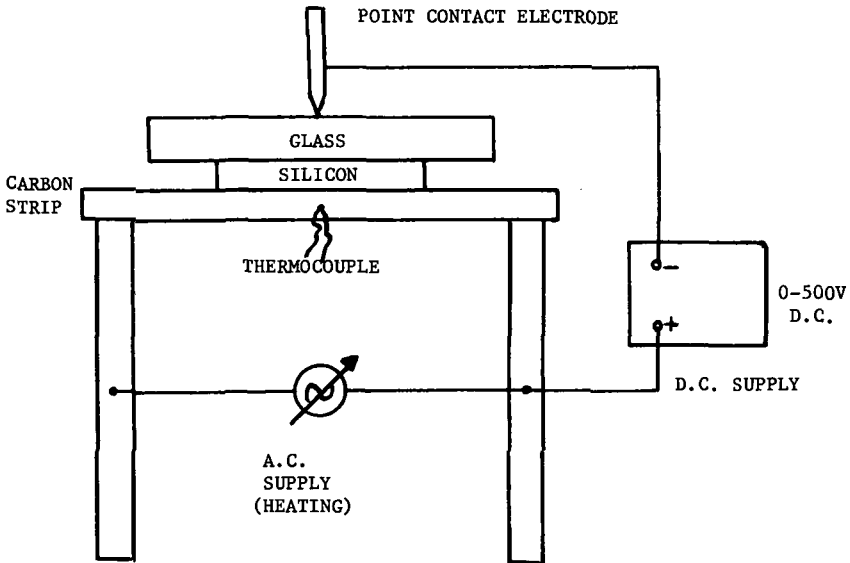 POINT CONTACT ELECTRODE
GLASS
SILICON
CARBON
STRIP
THERMOCOUPLE
−
0-500V
D.C.
+
D.C. SUPPLY
A.C.
SUPPLY
(HEATING)